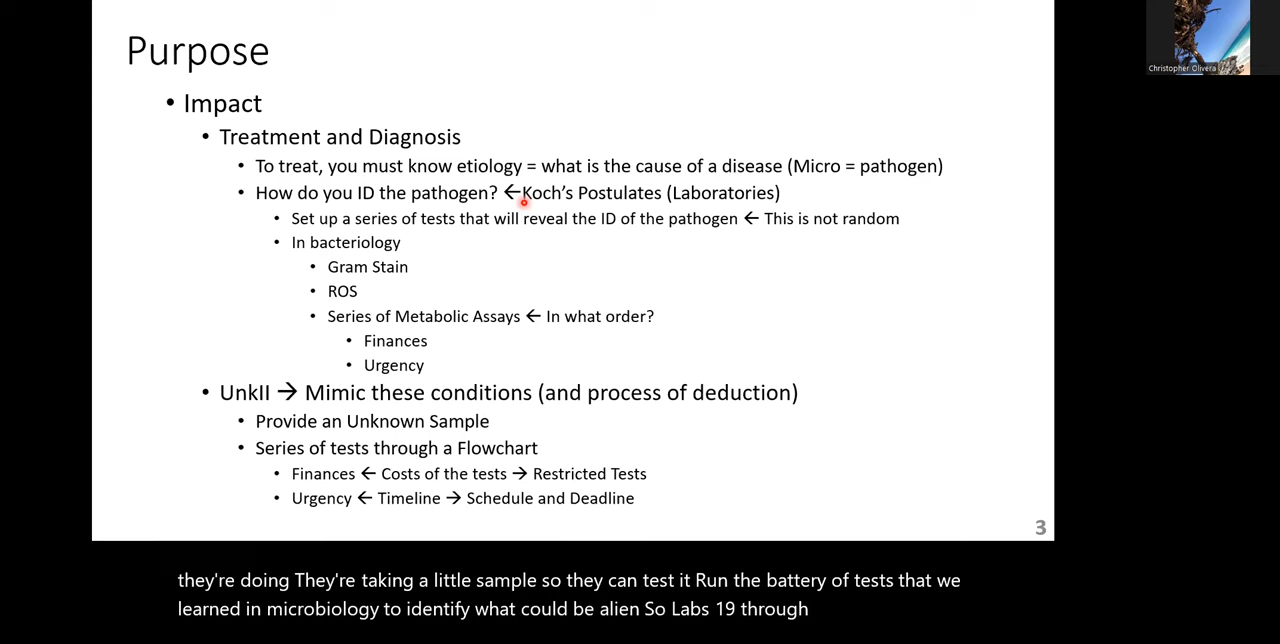 Purpose
Christopher Olivera
• Impact
• Treatment and Diagnosis
• To treat, you must know etiology = what is the cause of a disease (Micro = pathogen)
• How do you ID the pathogen? ←Koch's Postulates (Laboratories)
• Set up a series of tests that will reveal the ID of the pathogen ← This is not random
• In bacteriology
• Gram Stain
• ROS
• Series of Metabolic Assays ← In what order?
• Finances
• Urgency
• UnkII → Mimic these conditions (and process of deduction)
• Provide an Unknown Sample
• Series of tests through a Flowchart
• Finances ← Costs of the tests → Restricted Tests
• Urgency ← Timeline → Schedule and Deadline
3
they're doing They're taking a little sample so they can test it Run the battery of tests that we
learned in microbiology to identify what could be alien So Labs 19 through